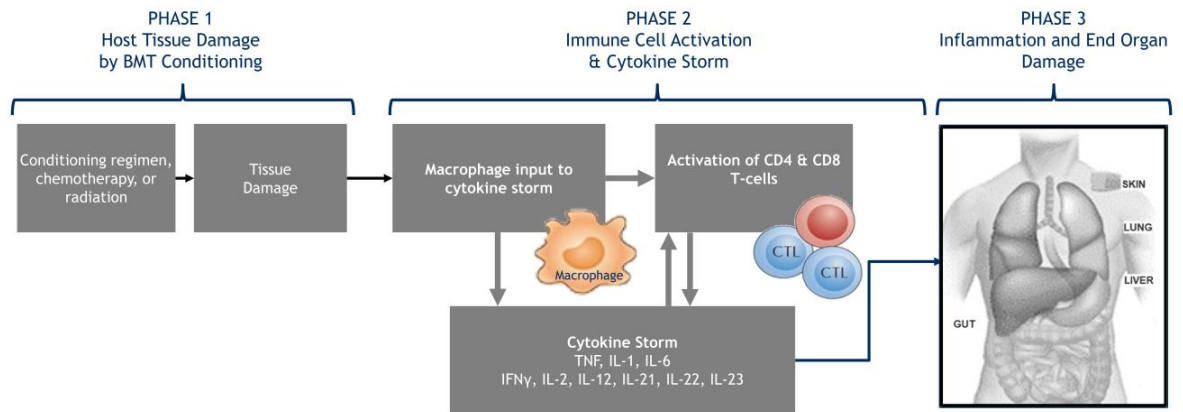 PHASE 1
Host Tissue Damage
by BMT Conditioning
PHASE 2
Immune Cell Activation
& Cytokine Storm
PHASE 3
Inflammation and End Organ
Damage
Conditioning regimen,
chemotherapy, or
radiation
Tissue
Damage
Macrophage input to
cytokine storm
Activation of CD4 & CD8
T-cells
Macrophage
CTL
CTL
Cytokine Storm
TNF, IL-1, IL-6
IFNγ, IL-2, IL-12, IL-21, IL-22, IL-23
SKIN
LUNG
LIVER
GUT